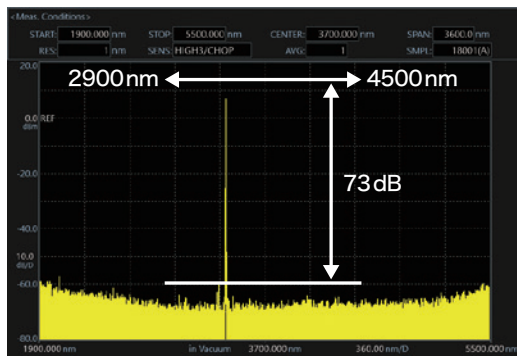 <Meas. Conditions>
START: 1900.000 nm STOP: 5500.000 nm CENTER: 3700.000 nm SPAN: 3600.0 nm
RES: 1 nm SENS: HIGH3/CHOP AVG: 1 SMPL: 18001(A)
20.0
2900nm 4500nm
0.0 REF
dBm
73dB
-20.0
-40.0
10.0
dB/D
-60.0
-80.0
1900.000 nm in Vacuum 3700.000 nm 360.00 nm/D 5500.000 nm